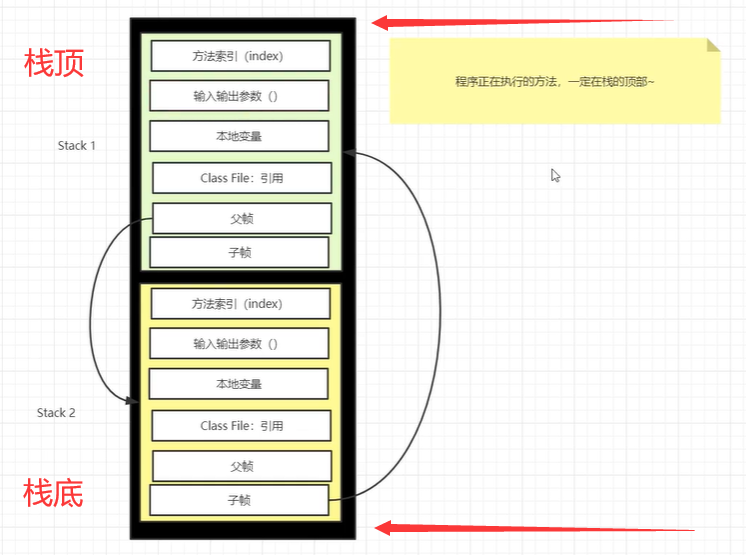 栈顶
程序正在执行的方法，一定在栈的顶部~
Stack 1
方法索引（index）
输入输出参数（）
本地变量
Class File：引用
父帧
子帧
Stack 2
方法索引（index）
输入输出参数（）
本地变量
Class File：引用
父帧
子帧
栈底